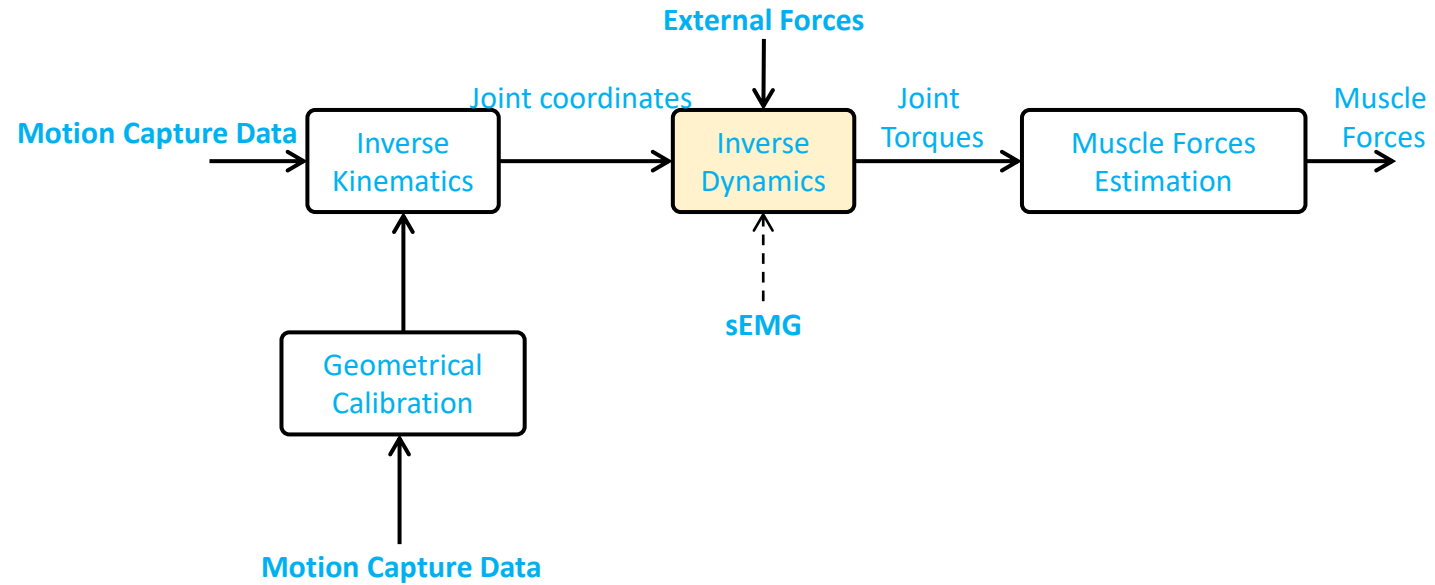 External Forces
Joint coordinates
Joint
Torques
Muscle
Forces
Motion Capture Data
Inverse
Kinematics
Inverse
Dynamics
Muscle Forces
Estimation
sEMG
Geometrical
Calibration
Motion Capture Data